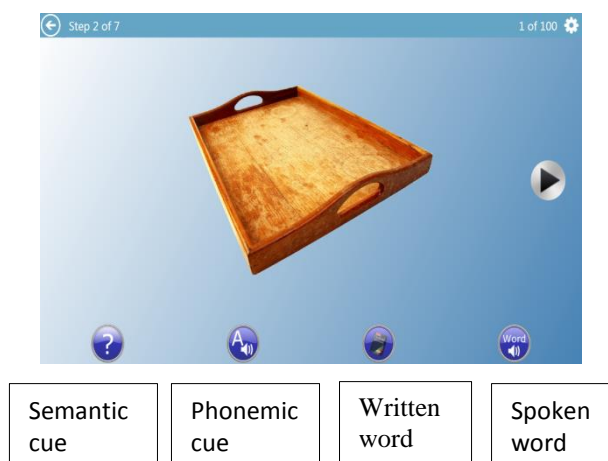 Step 2 of 7
1 of 100
?
A
Word
Semantic
cue
Phonemic
cue
Written
word
Spoken
word